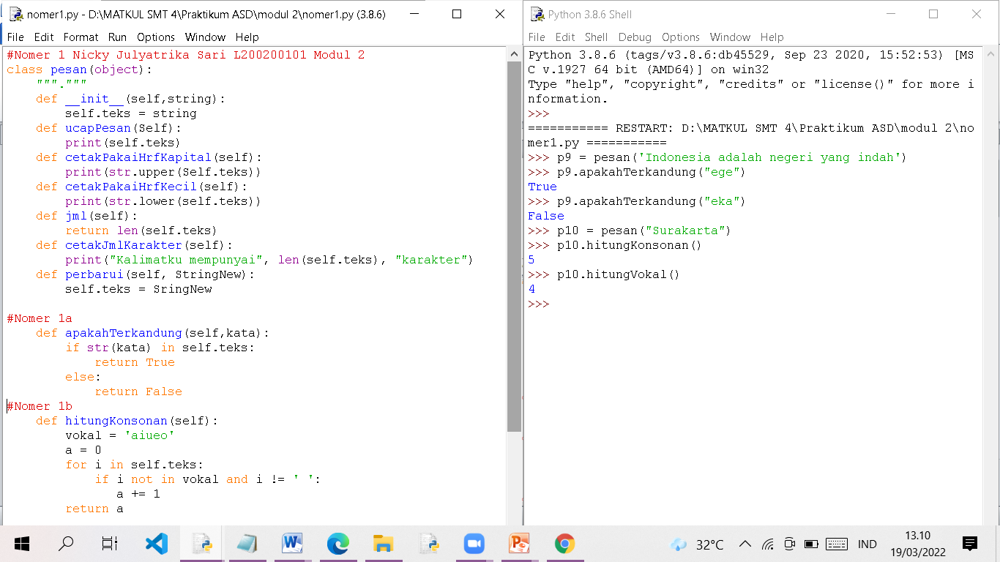 nomer1.py - D:\MATKUL SMT 4\Praktikum ASD\modul 2\nomer1.py (3.8.6)
File Edit Format Run Options Window Help
#Nomer 1 Nicky Julyatrika Sari L200200101 Modul 2
class pesan(object):
    """."""
    def __init__(self,string):
        self.teks = string
    def ucapPesan(Self):
        print(self.teks)
    def cetakPakaiHrfKapital(self):
        print(str.upper(Self.teks))
    def cetakPakaiHrfKecil(self):
        print(str.lower(self.teks))
    def jml(self):
        return len(self.teks)
    def cetakJmlKarakter(self):
        print("Kalimatku mempunyai", len(self.teks), "karakter")
    def perbarui(self, StringNew):
        self.teks = SringNew
#Nomer 1a
    def apakahTerkandung(self,kata):
        if str(kata) in self.teks:
            return True
        else:
            return False
#Nomer 1b
    def hitungKonsonan(self):
        vokal = 'aiueo'
        a = 0
        for i in self.teks:
            if i not in vokal and i != ' ':
               a += 1
        return a
Python 3.8.6 Shell
File Edit Shell Debug Options Window Help
Python 3.8.6 (tags/v3.8.6:db45529, Sep 23 2020, 15:52:53) [MS
C v.1927 64 bit (AMD64)] on win32
Type "help", "copyright", "credits" or "license()" for more i
nformation.
>>>
=========== RESTART: D:\MATKUL SMT 4\Praktikum ASD\modul 2\no
mer1.py ===========
>>> p9 = pesan('Indonesia adalah negeri yang indah')
>>> p9.apakahTerkandung("ege")
True
>>> p9.apakahTerkandung("eka")
False
>>> p10 = pesan("Surakarta")
>>> p10.hitungKonsonan()
5
>>> p10.hitungVokal()
4
>>>
32°C
IND
13.10
19/03/2022